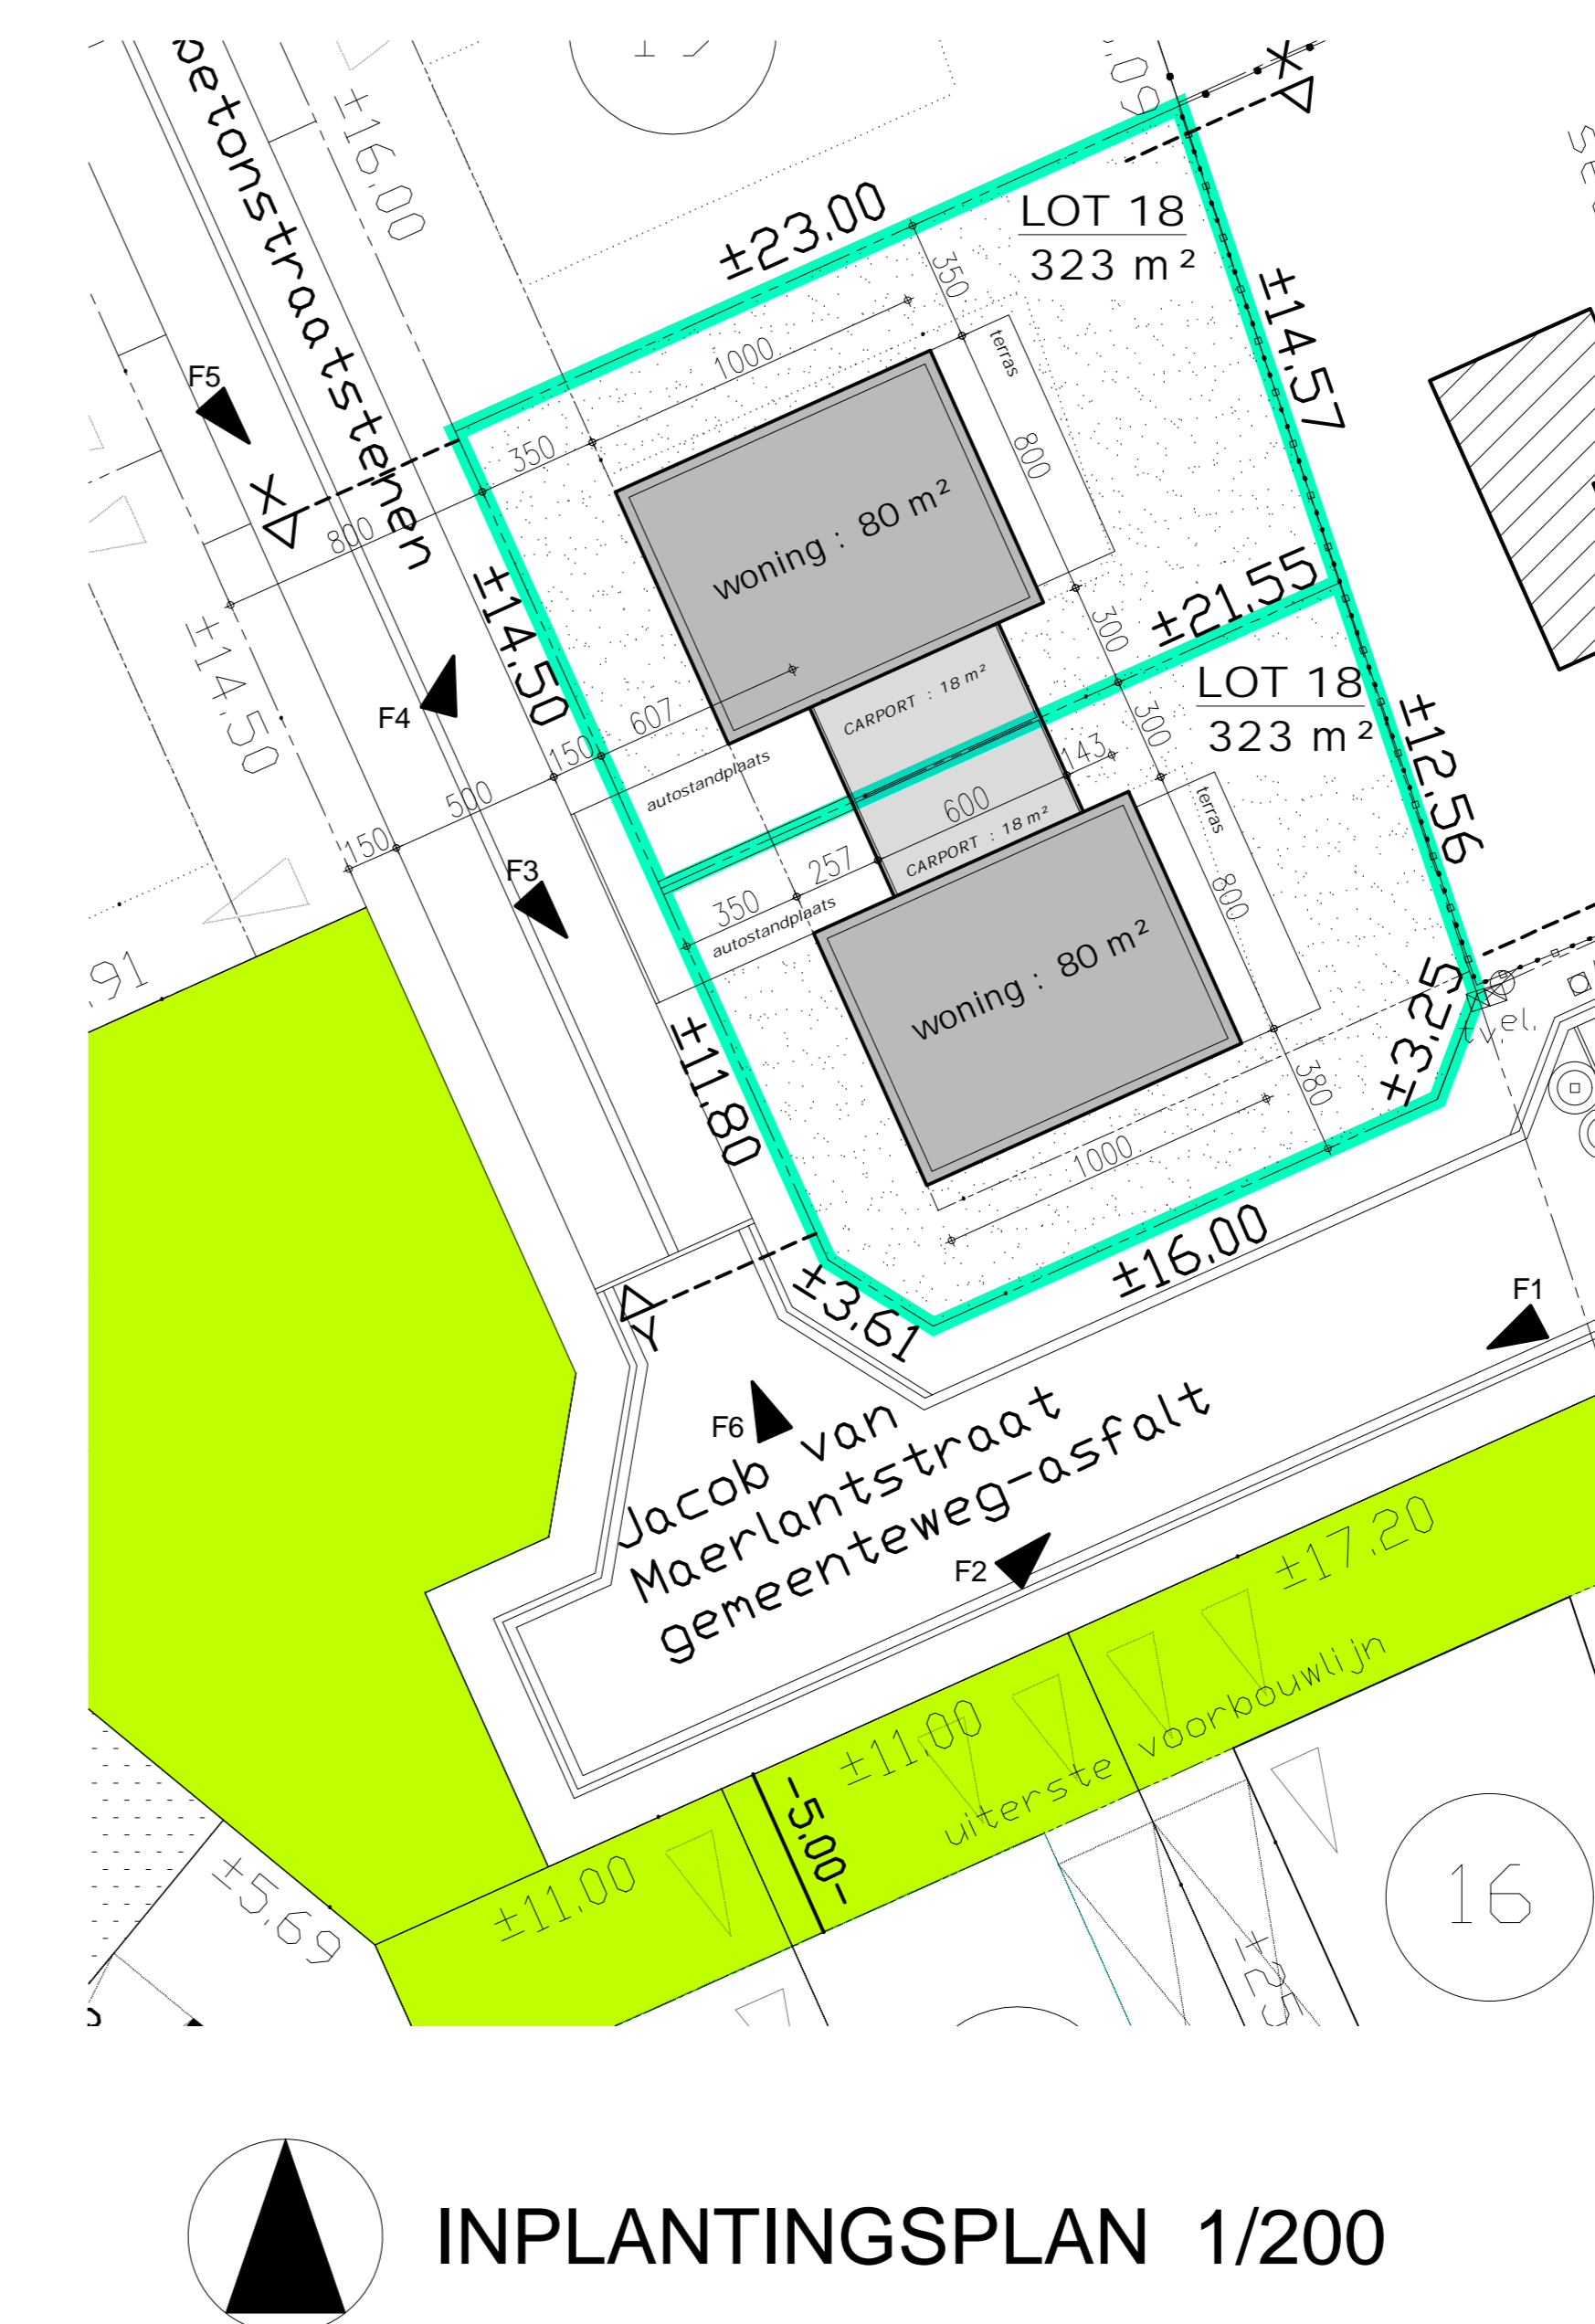 betonstraatstenen
±16.00
X
±23.00
LOT 18
323 m²
350
1000
terras
±14.57
F5
350
X
800
800
woning : 80 m²
±14.50
±14.50
300
±21.55
CARPORT : 18 m²
LOT 18
323 m²
F4
607
150
autostandplaats
300
143
±12.56
500
150
600
CARPORT : 18 m²
terras
F3
257
350
autostandplaats
800
woning : 80 m²
.91
±3.25
tv.
el.
±11.80
380
1000
±16.00
Y
±3.61
F1
F6
Jacob van
Maerlantstraat
gemeenteweg-asfalt
F2
±17.20
uiterste voorbouwlijn
±11.00
-5.00-
±11.00
±5.69
16
±25
INPLANTINGSPLAN 1/200